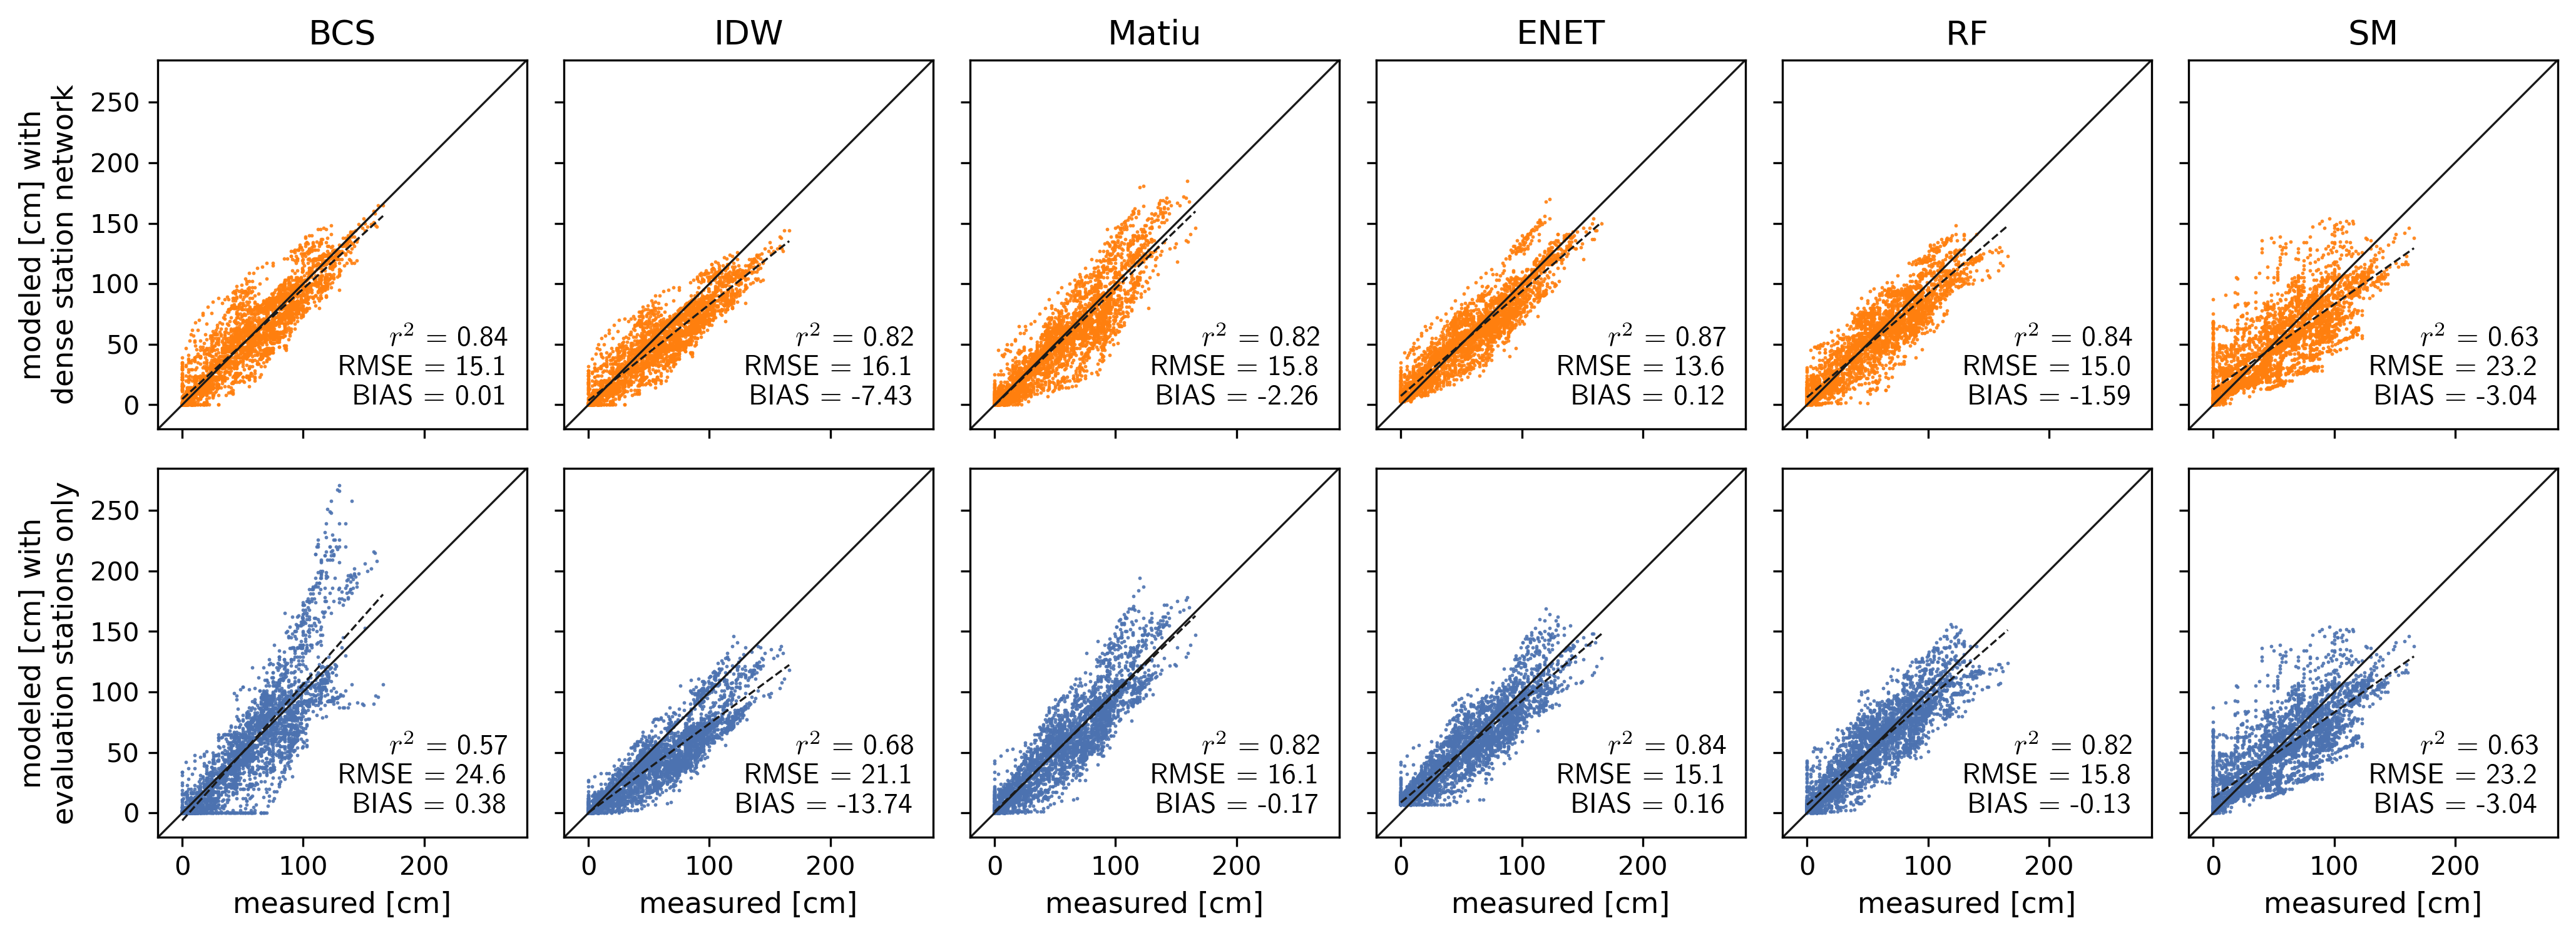 BCS IDW Matiu ENET RF SM
modeled [cm] with
dense station network
250
200
150
100
50
0
r² = 0.84
RMSE = 15.1
BIAS = 0.01
r² = 0.82
RMSE = 16.1
BIAS = -7.43
r² = 0.82
RMSE = 15.8
BIAS = -2.26
r² = 0.87
RMSE = 13.6
BIAS = 0.12
r² = 0.84
RMSE = 15.0
BIAS = -1.59
r² = 0.63
RMSE = 23.2
BIAS = -3.04
modeled [cm] with
evaluation stations only
250
200
150
100
50
0
r² = 0.57
RMSE = 24.6
BIAS = 0.38
r² = 0.68
RMSE = 21.1
BIAS = -13.74
r² = 0.82
RMSE = 16.1
BIAS = -0.17
r² = 0.84
RMSE = 15.1
BIAS = 0.16
r² = 0.82
RMSE = 15.8
BIAS = -0.13
r² = 0.63
RMSE = 23.2
BIAS = -3.04
0 100 200 0 100 200 0 100 200 0 100 200 0 100 200 0 100 200
measured [cm] measured [cm] measured [cm] measured [cm] measured [cm] measured [cm]